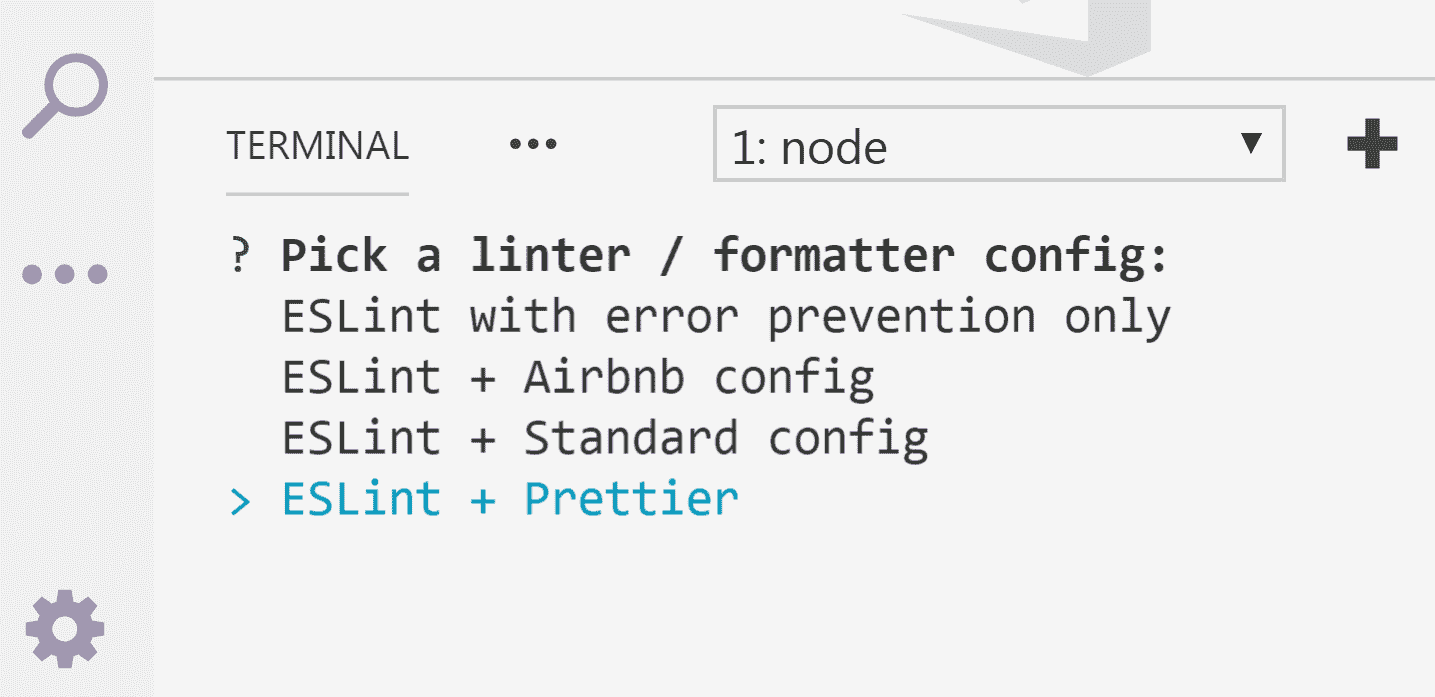 TERMINAL ••• 1: node
? Pick a linter / formatter config:
ESLint with error prevention only
ESLint + Airbnb config
ESLint + Standard config
> ESLint + Prettier